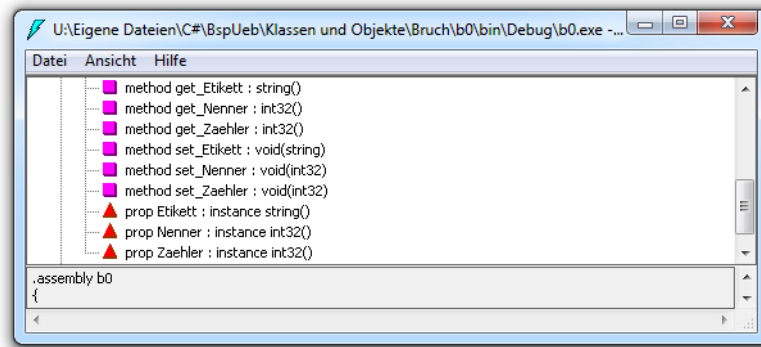 U:\Eigene Dateien\C#\BspUeb\Klassen und Objekte\Bruch\b0\bin\Debug\b0.exe -...
Datei Ansicht Hilfe
method get_Etikett : string()
method get_Nenner : int32()
method get_Zaehler : int32()
method set_Etikett : void(string)
method set_Nenner : void(int32)
method set_Zaehler : void(int32)
prop Etikett : instance string()
prop Nenner : instance int32()
prop Zaehler : instance int32()
.assembly b0
{